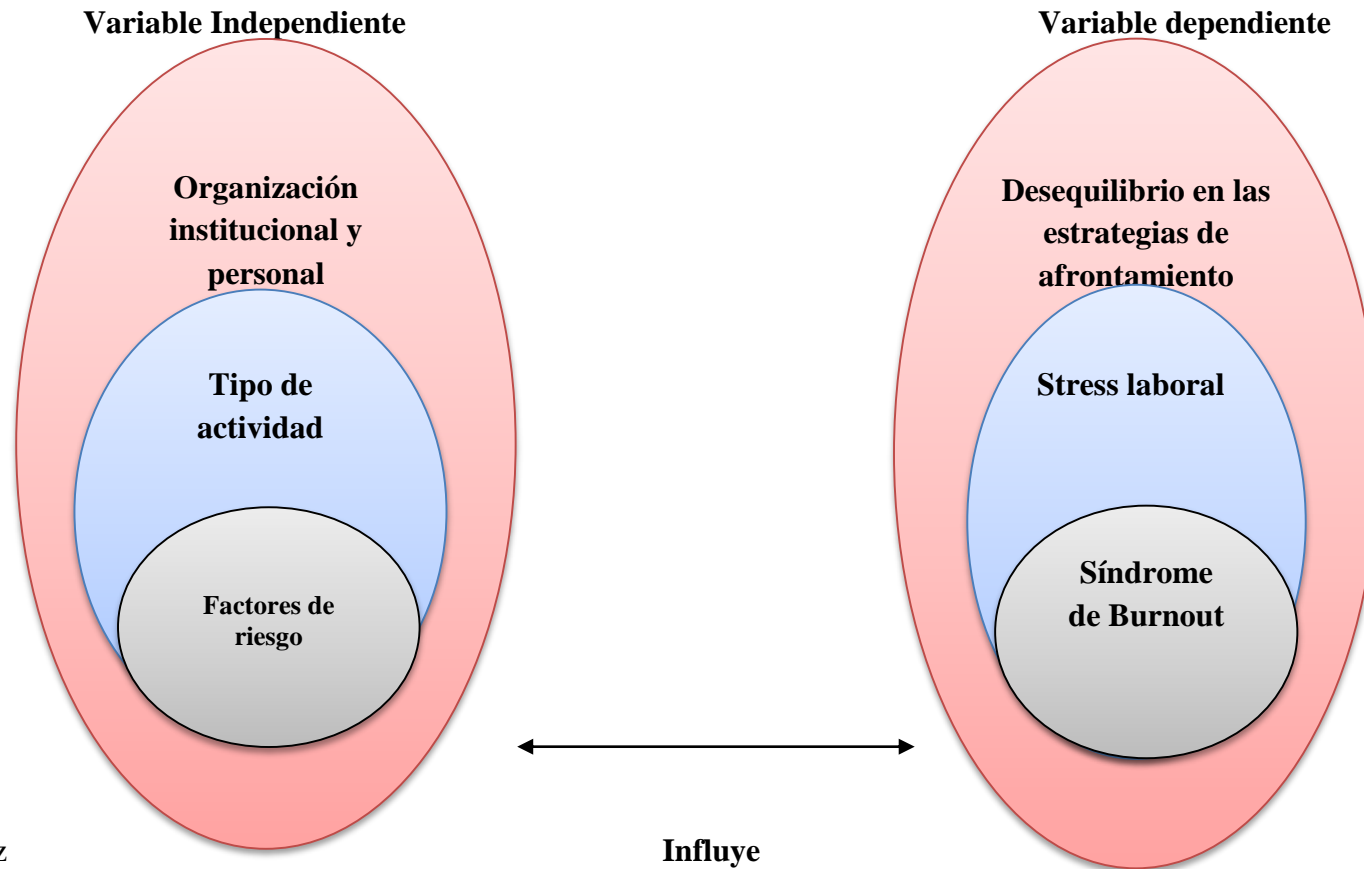 Variable Independiente
Variable dependiente
Organización
institucional y
personal
Tipo de
actividad
Factores de
riesgo
Desequilibrio en las
estrategias de
afrontamiento
Stress laboral
Síndrome
de Burnout
z
Influye